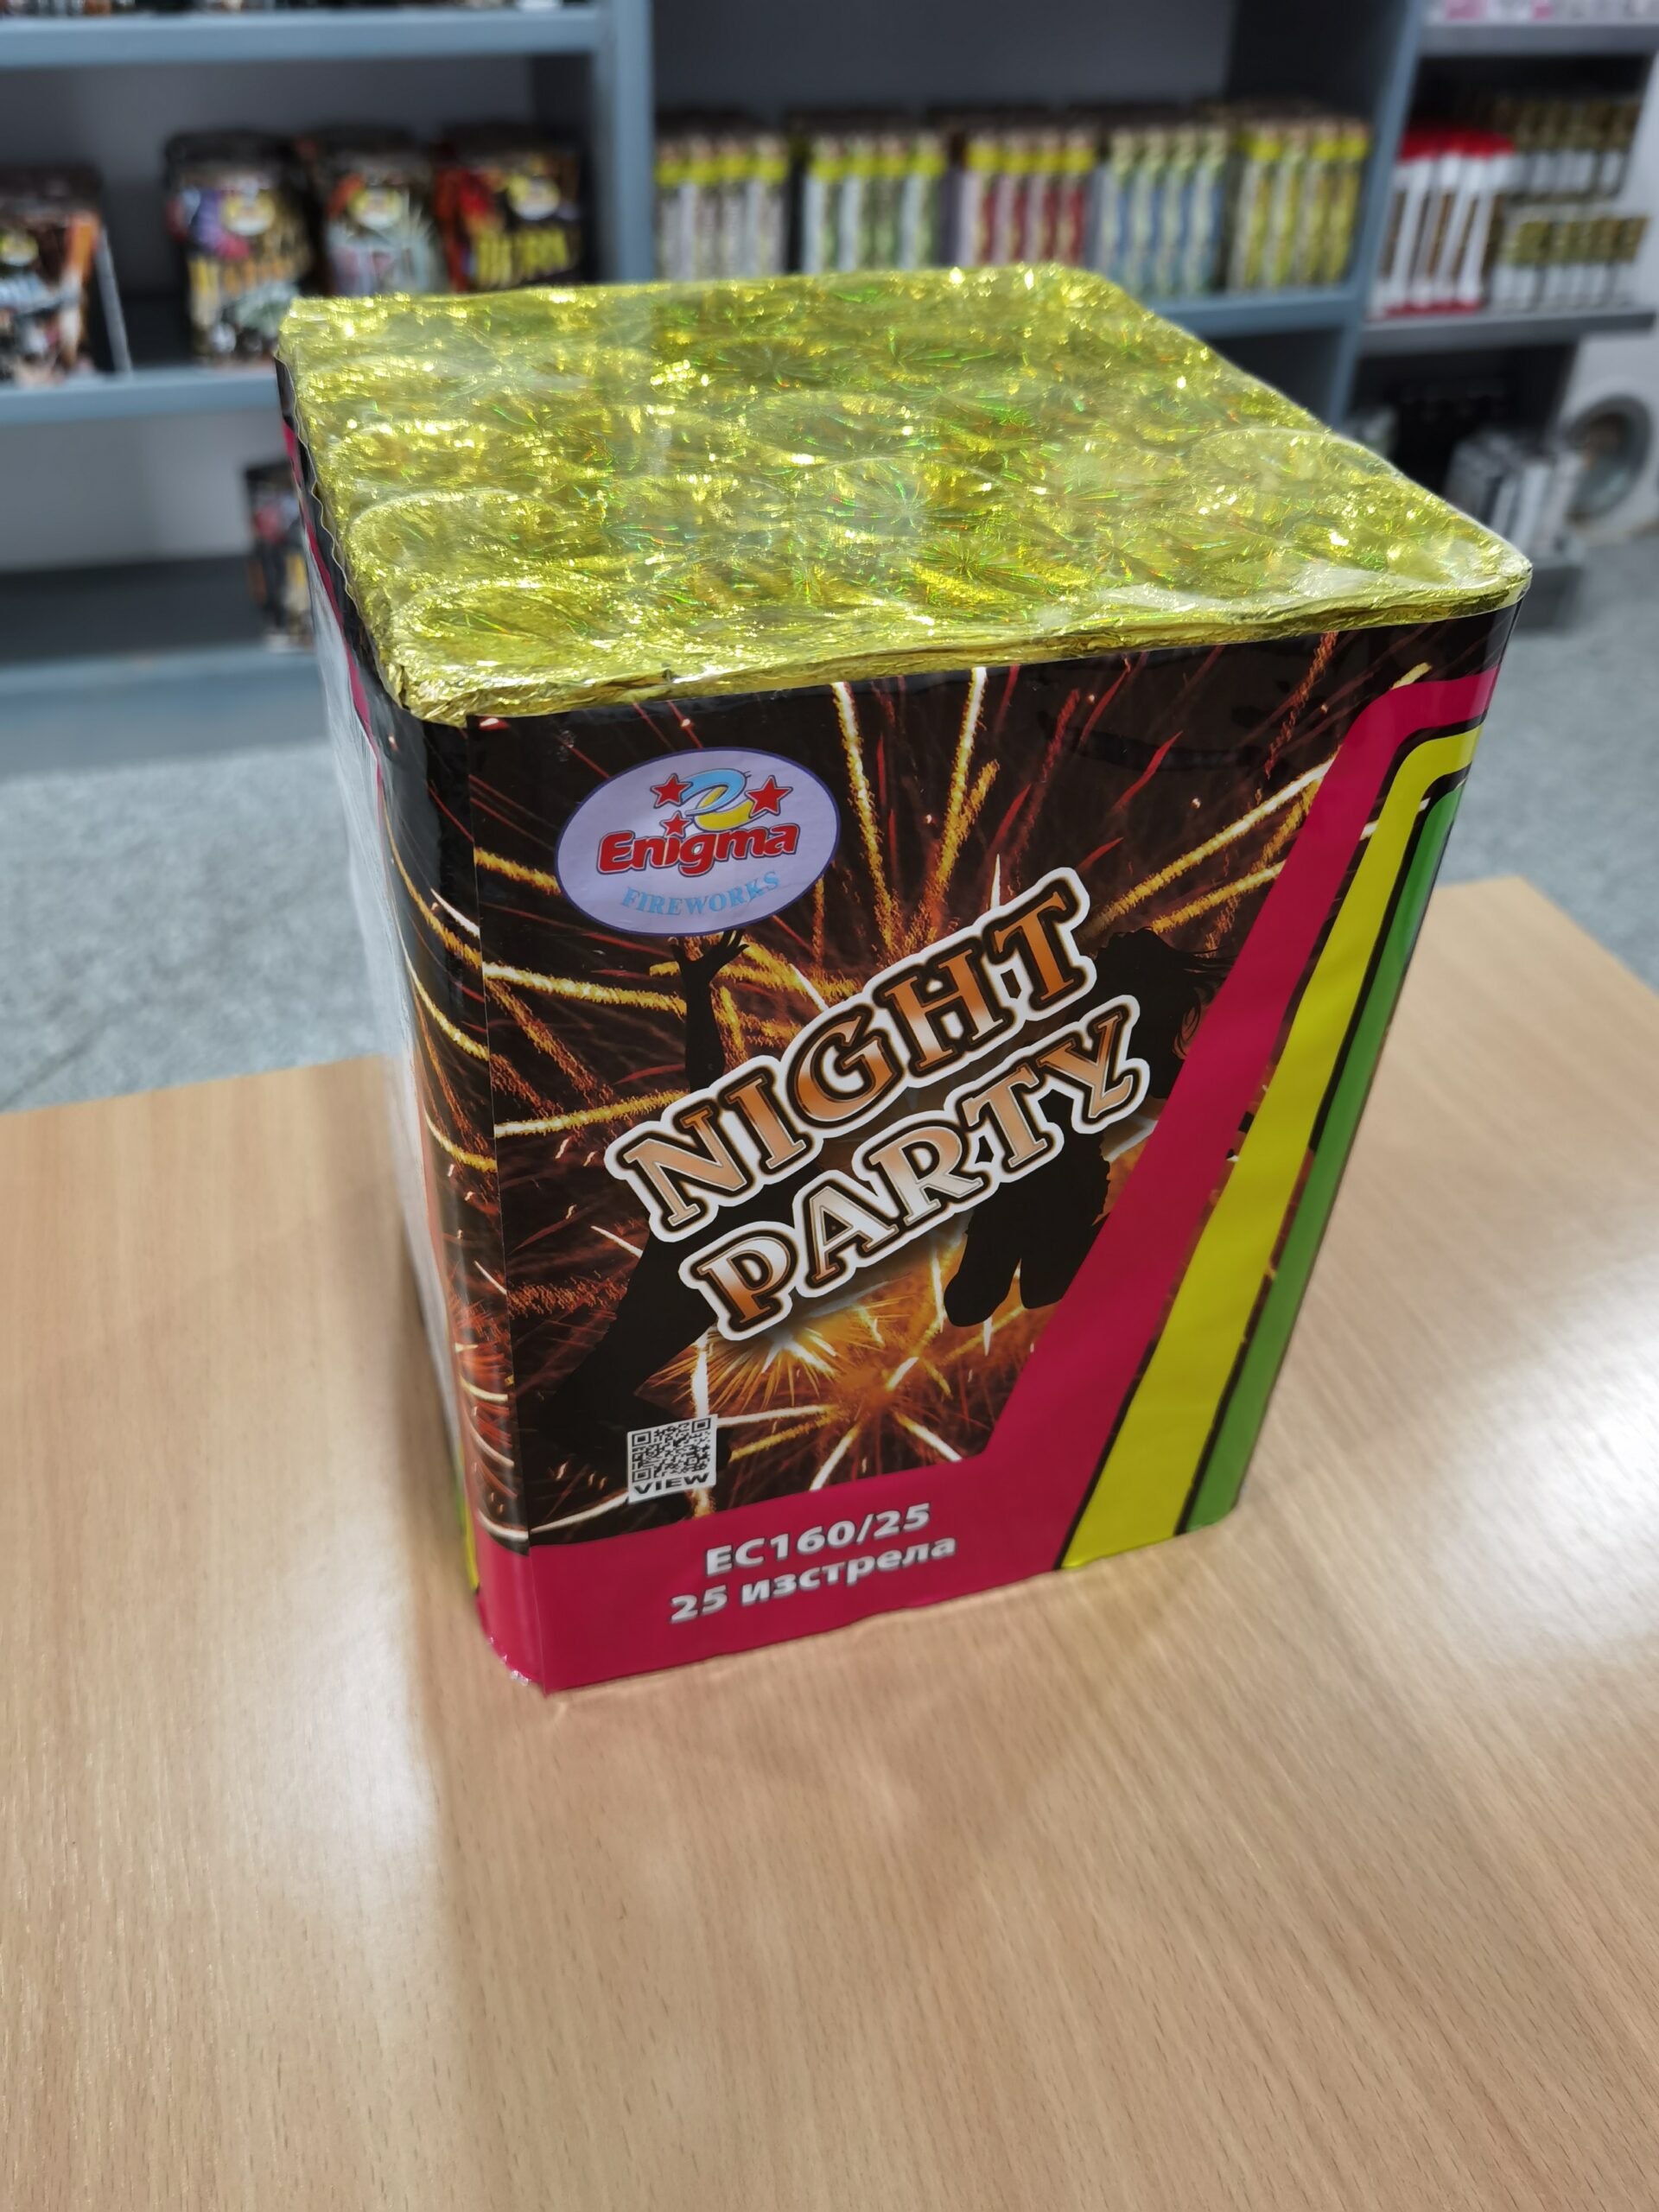 Enigma
FIREWORKS
NIGHT
PARTY
VIEW
EC160/25
25 изстрела